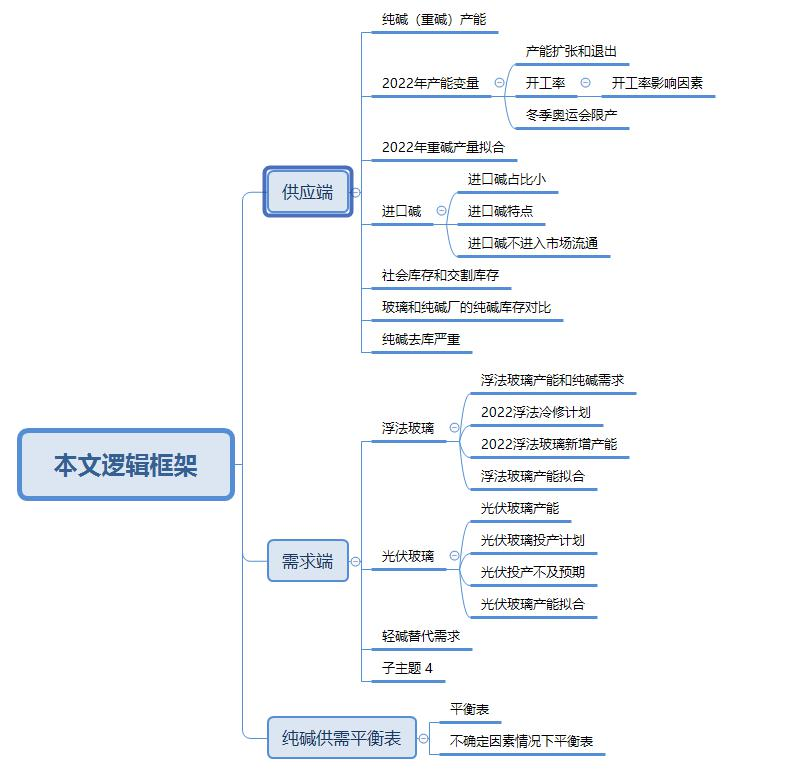 纯碱（重碱）产能
产能扩张和退出
2022年产能变量
开工率
开工率影响因素
冬季奥运会限产
2022年重碱产量拟合
供应端
进口碱占比小
进口碱
进口碱特点
进口碱不进入市场流通
社会库存和交割库存
玻璃和纯碱厂的纯碱库存对比
纯碱去库严重
本文逻辑框架
浮法玻璃产能和纯碱需求
2022浮法冷修计划
浮法玻璃
2022浮法玻璃新增产能
浮法玻璃产能拟合
需求端
光伏玻璃产能
光伏玻璃投产计划
光伏玻璃
光伏投产不及预期
光伏玻璃产能拟合
轻碱替代需求
子主题 4
纯碱供需平衡表
平衡表
不确定因素情况下平衡表